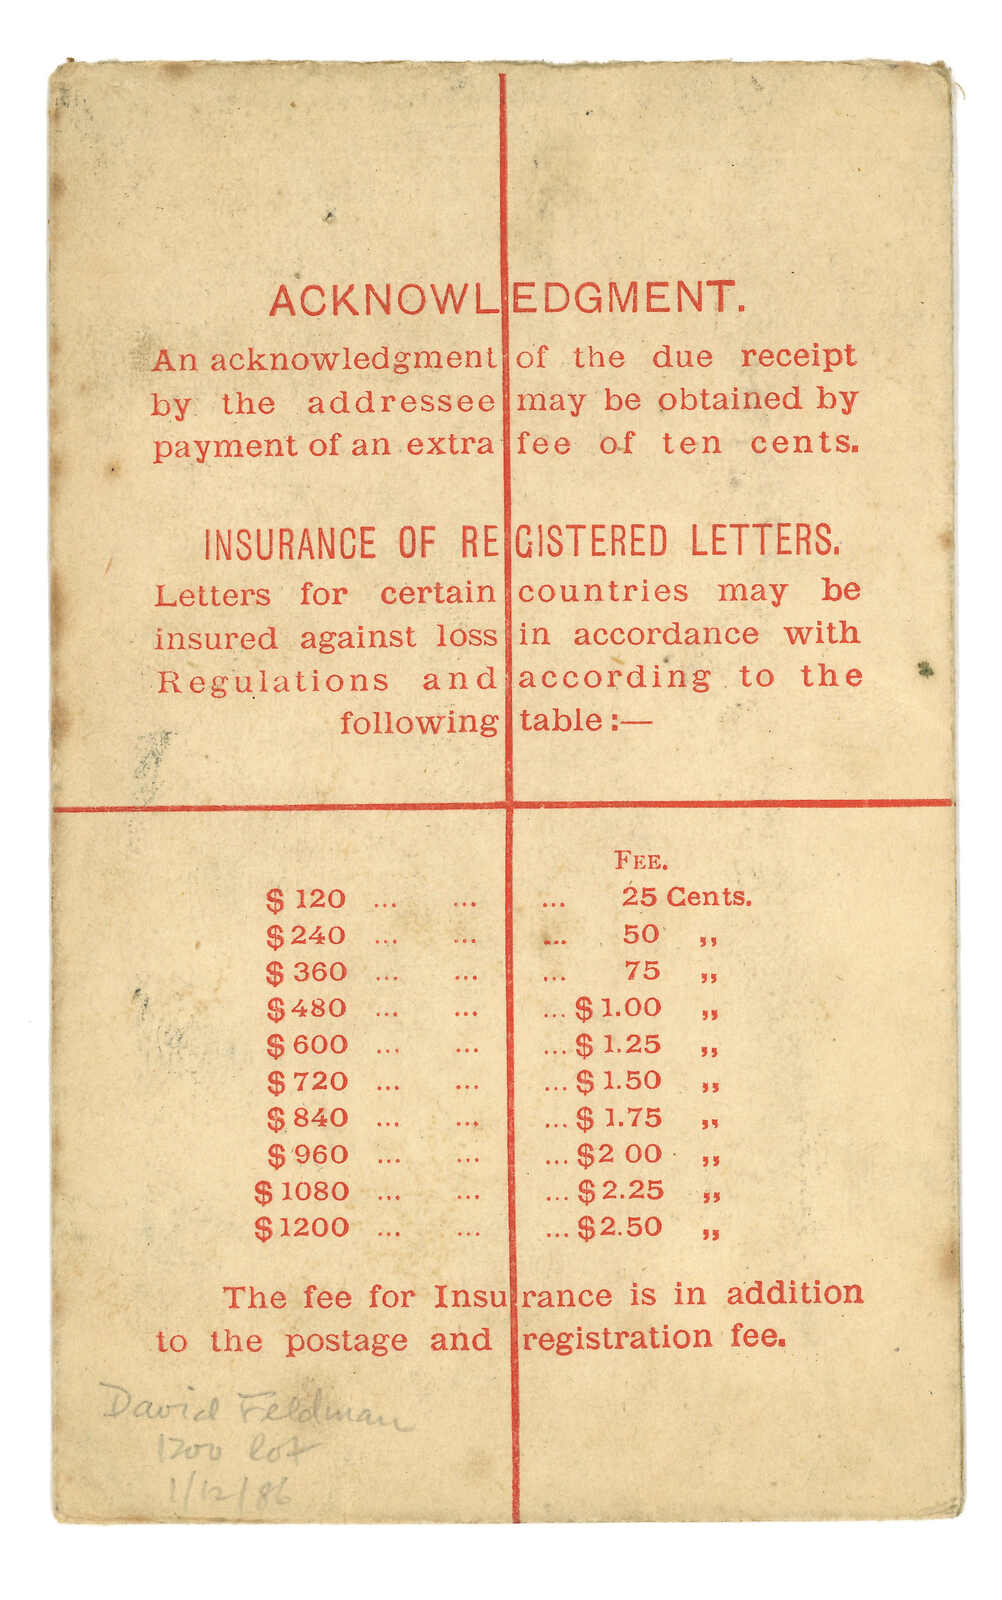 ACKNOWLEDGMENT.
An acknowledgment of the due receipt
by the addressee may be obtained by
payment of an extra fee of ten cents.
INSURANCE OF REGISTERED LETTERS.
Letters for certain countries may be
insured against loss in accordance with
Regulations and according to the
following table :—
FEE.
$ 120 ... ... ... 25 Cents.
$ 240 ... ... ... 50 „
$ 360 ... ... ... 75 „
$ 480 ... ... ... $ 1.00 „
$ 600 ... ... ... $ 1.25 „
$ 720 ... ... ... $ 1.50 „
$ 840 ... ... ... $ 1.75 „
$ 960 ... ... ... $2 00 „
$ 1080 ... ... ... $ 2.25 „
$ 1200 ... ... ... $ 2.50 „
The fee for Insurance is in addition
to the postage and registration fee.
David Feldman
1200 lot
1/12/86